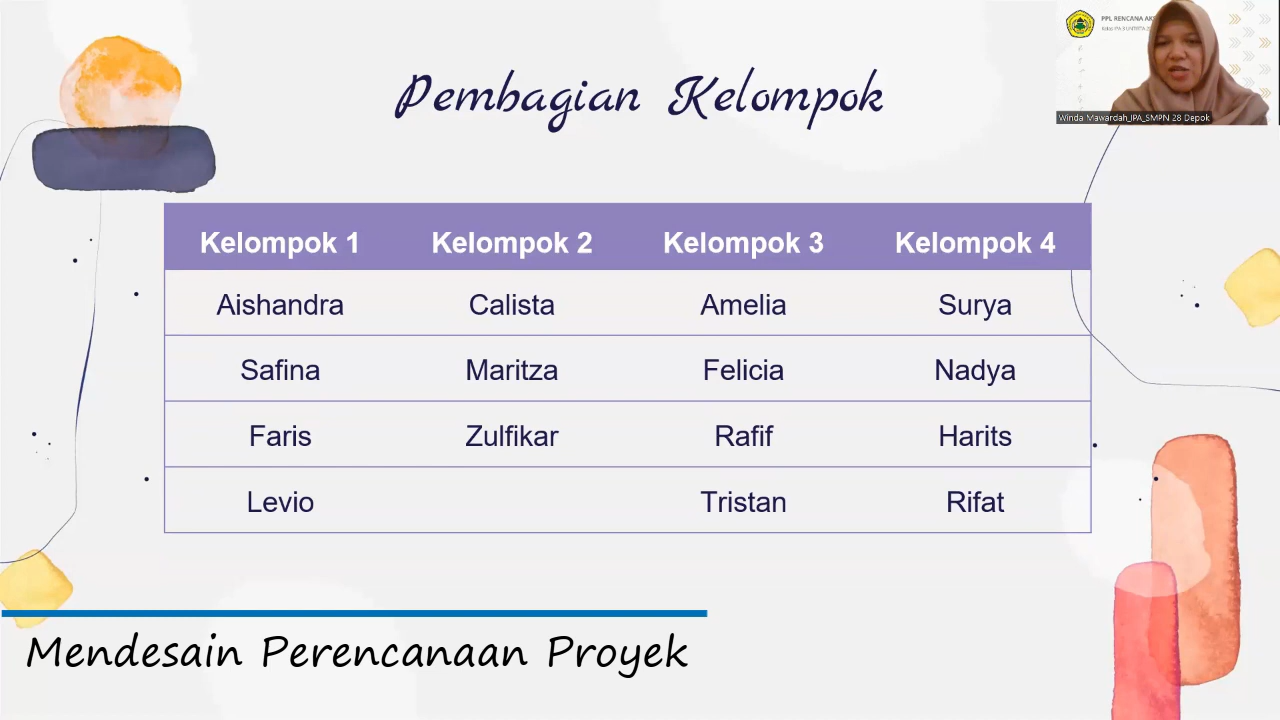 PPL RENCANA
Pembagian Kelompok
Winda Mawardah_IPA_SMPN 28 Depok
Kelompok 1 Kelompok 2 Kelompok 3 Kelompok 4
Aishandra Calista Amelia Surya
Safina Maritza Felicia Nadya
Faris Zulfikar Rafif Harits
Levio Tristan Rifat
Mendesain Perencanaan Proyek